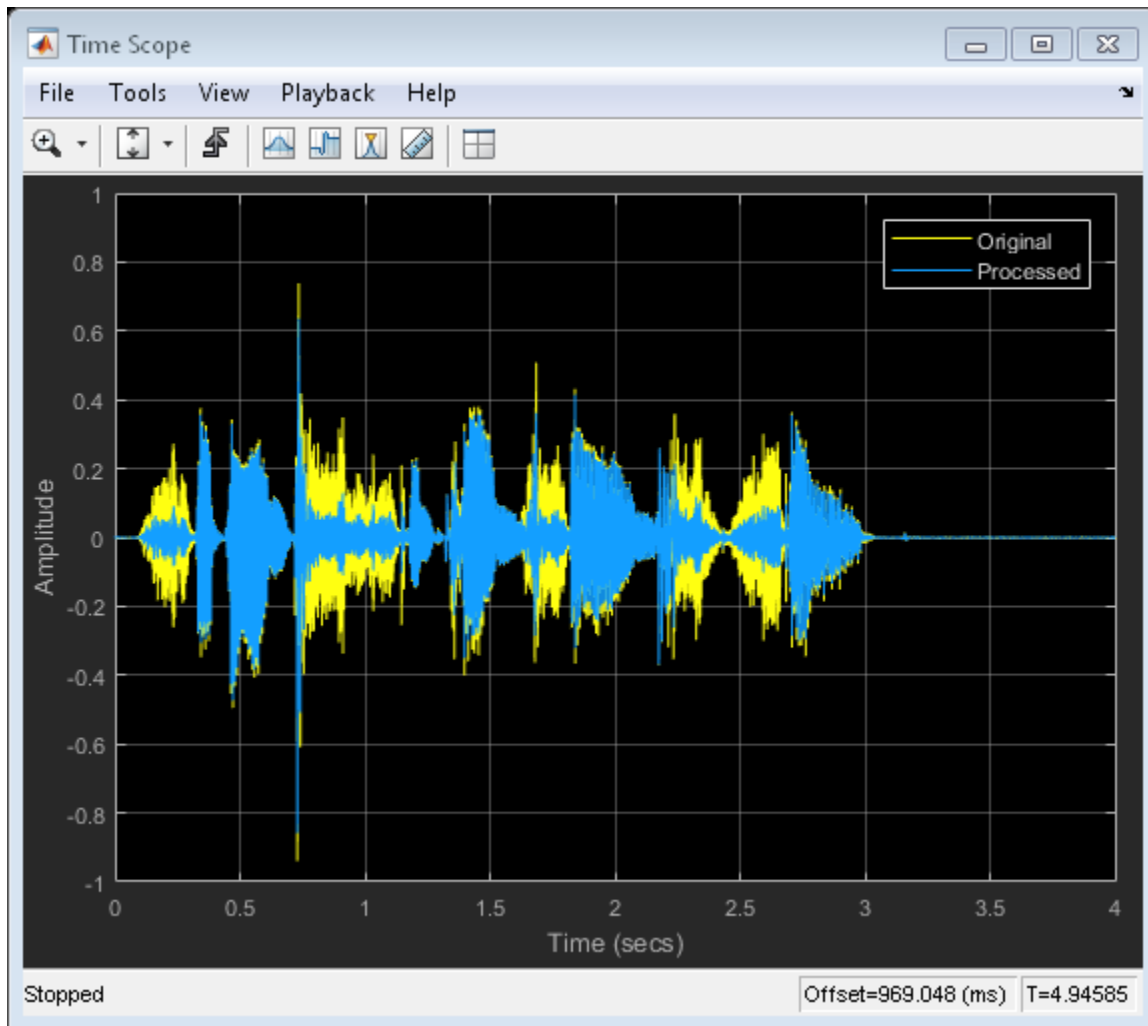 Time Scope
File Tools View Playback Help
1
0.8
0.6
0.4
0.2
0
-0.2
-0.4
-0.6
-0.8
-1
Amplitude
Original
Processed
0 0.5 1 1.5 2 2.5 3 3.5 4
Time (secs)
Stopped Offset=969.048 (ms) T=4.94585